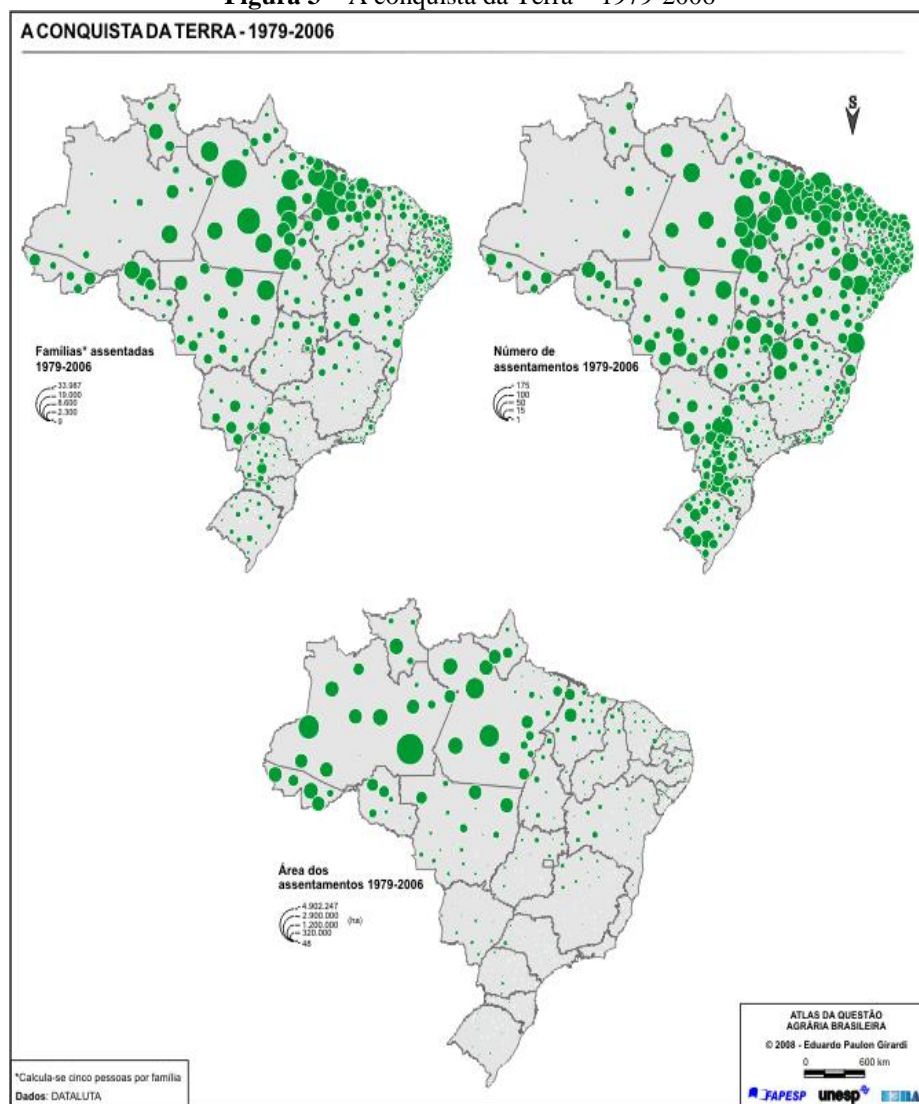 Figura 3 – A conquista da Terra – 1979-2006
A CONQUISTA DA TERRA - 1979-2006
S
Famílias* assentadas
1979-2006
33.987
19.000
8.600
2.300
9
Número de
assentamentos 1979-2006
175
100
50
15
1
Área dos
assentamentos 1979-2006
4.902.247
2.900.000
1.200.000
320.000
48
(ha)
ATLAS DA QUESTÃO
AGRÁRIA BRASILEIRA
© 2008 - Eduardo Paulon Girardi
0 600 km
*Calcula-se cinco pessoas por família
Dados: DATALUTA
FAPESP unesp